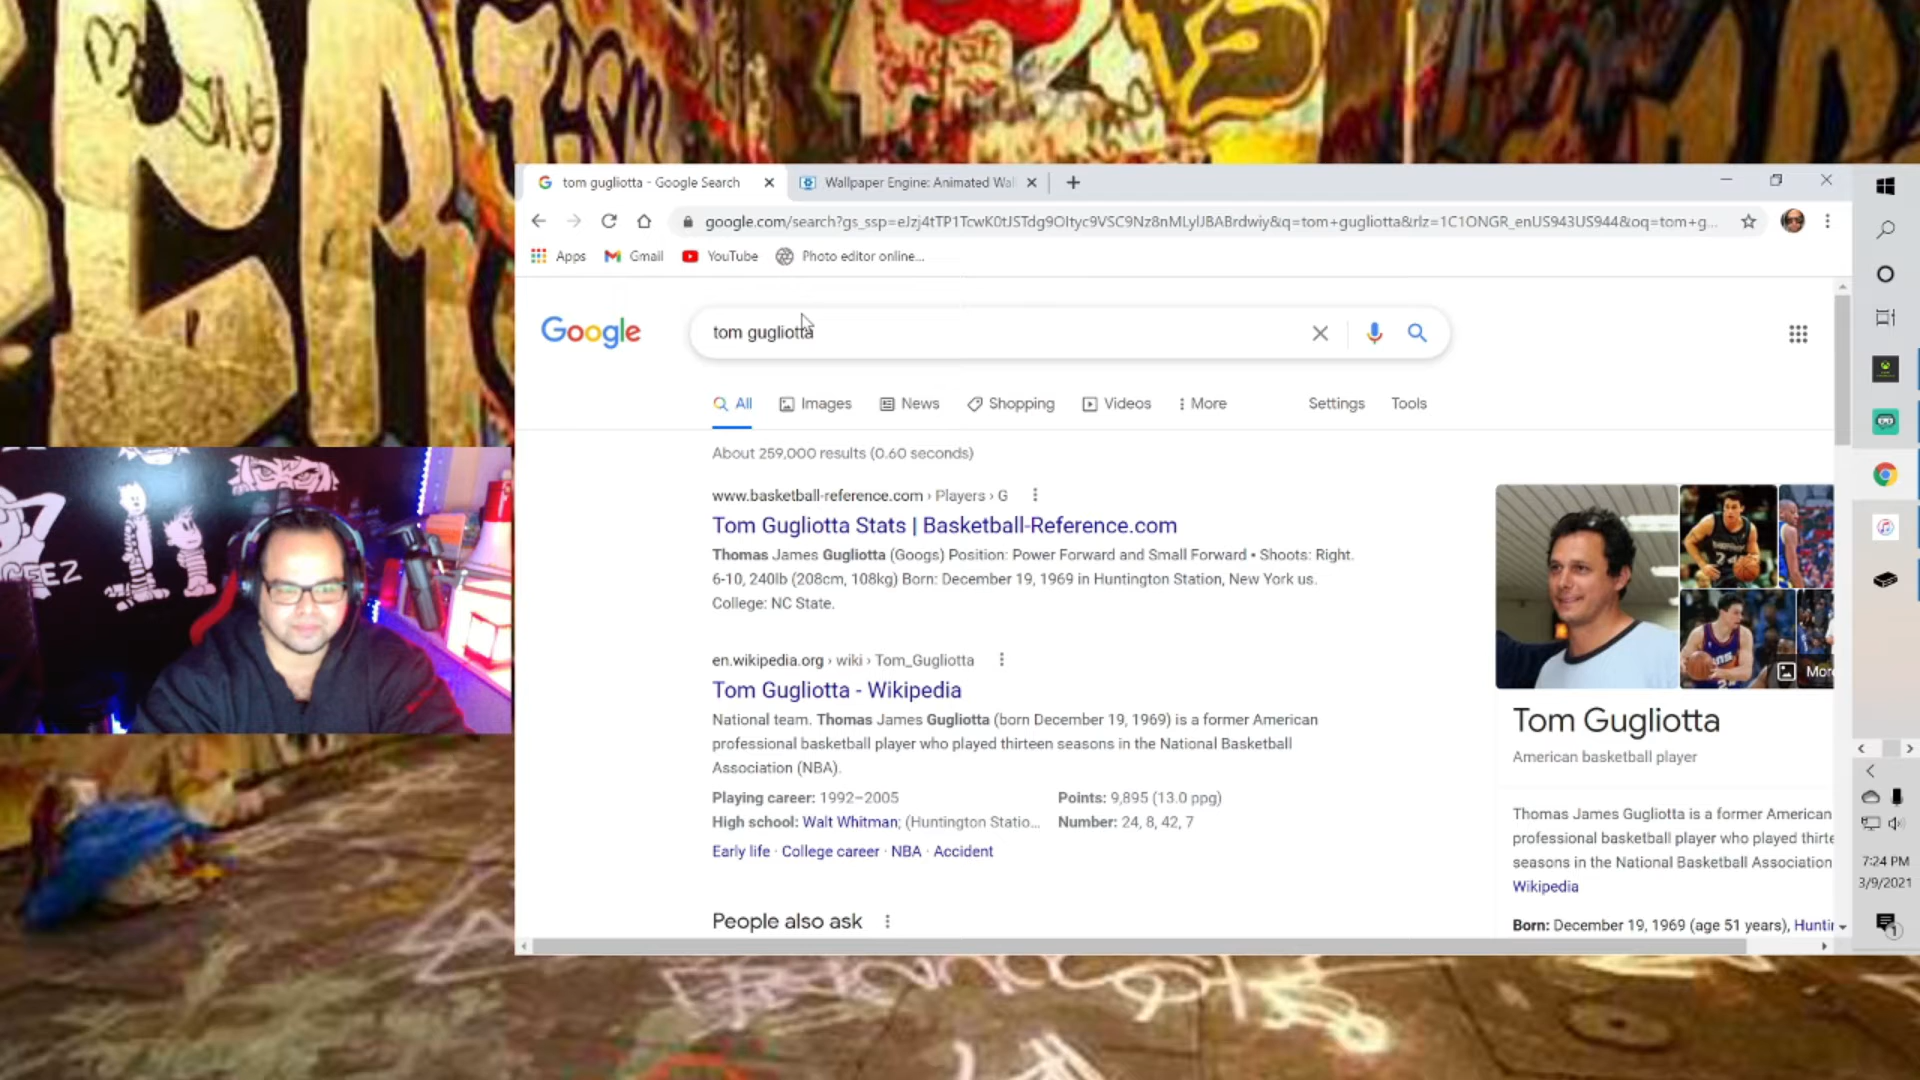 tom gugliotta - Google Search
Wallpaper Engine: Animated Wal
google.com/search?gs_ssp=eJzj4tTP1TcwK0tJSTdg9OItyc9VSC9Nz8nMLylJBABrdwiy&q=tom+gugliotta&rlz=1C1ONGR_enUS943US944&oq=tom+g...
Apps Gmail YouTube Photo editor online...
Google
tom gugliotta
All Images News Shopping Videos More Settings Tools
About 259,000 results (0.60 seconds)
www.basketball-reference.com › Players › G
Tom Gugliotta Stats | Basketball-Reference.com
Thomas James Gugliotta (Googs) Position: Power Forward and Small Forward • Shoots: Right.
6-10, 240lb (208cm, 108kg) Born: December 19, 1969 in Huntington Station, New York us.
College: NC State.
en.wikipedia.org › wiki › Tom_Gugliotta
Tom Gugliotta - Wikipedia
National team. Thomas James Gugliotta (born December 19, 1969) is a former American
professional basketball player who played thirteen seasons in the National Basketball
Association (NBA).
Playing career: 1992–2005 Points: 9,895 (13.0 ppg)
High school: Walt Whitman; (Huntington Statio... Number: 24, 8, 42, 7
Early life · College career · NBA · Accident
People also ask
More
Tom Gugliotta
American basketball player
Thomas James Gugliotta is a former American
professional basketball player who played thirte
seasons in the National Basketball Association
Wikipedia
Born: December 19, 1969 (age 51 years), Huntin
7:24 PM
3/9/2021
1